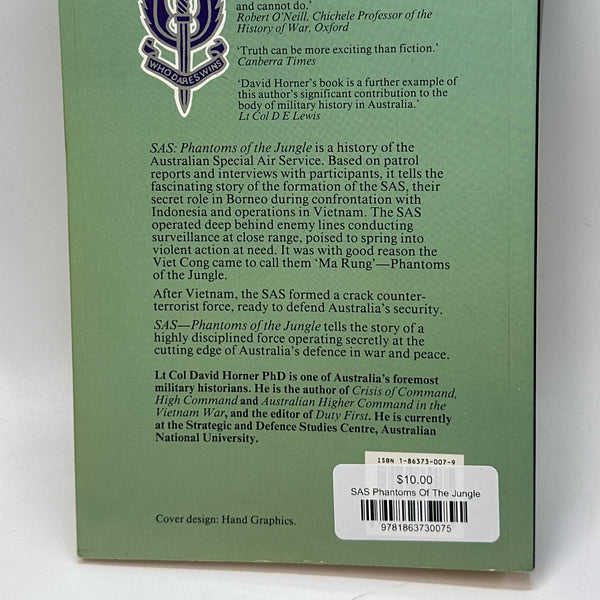 and cannot do.'
Robert O'Neill, Chichele Professor of the
History of War, Oxford
'Truth can be more exciting than fiction.'
Canberra Times
'David Horner's book is a further example of
this author's significant contribution to the
body of military history in Australia.'
Lt Col D E Lewis
WHO DARES WINS
SAS: Phantoms of the Jungle is a history of the
Australian Special Air Service. Based on patrol
reports and interviews with participants, it tells the
fascinating story of the formation of the SAS, their
secret role in Borneo during confrontation with
Indonesia and operations in Vietnam. The SAS
operated deep behind enemy lines conducting
surveillance at close range, poised to spring into
violent action at need. It was with good reason the
Viet Cong came to call them 'Ma Rung'—Phantoms
of the Jungle.
After Vietnam, the SAS formed a crack counter-
terrorist force, ready to defend Australia's security.
SAS—Phantoms of the Jungle tells the story of a
highly disciplined force operating secretly at the
cutting edge of Australia's defence in war and peace.
Lt Col David Horner PhD is one of Australia's foremost
military historians. He is the author of Crisis of Command,
High Command and Australian Higher Command in the
Vietnam War, and the editor of Duty First. He is currently
at the Strategic and Defence Studies Centre, Australian
National University.
ISBN 1-86373-007-9
$10.00
SAS Phantoms Of The Jungle
9781863730075
Cover design: Hand Graphics.